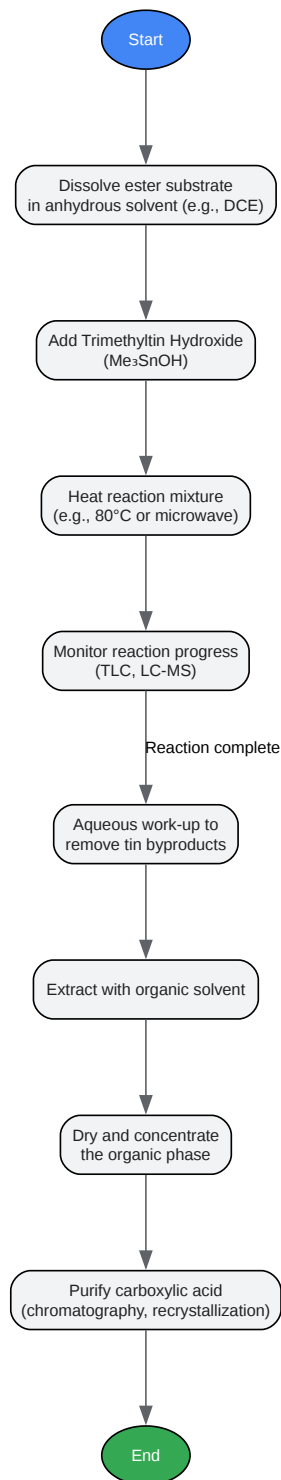 Start
Dissolve ester substrate
in anhydrous solvent (e.g., DCE)
Add Trimethyltin Hydroxide
(Me₃SnOH)
Heat reaction mixture
(e.g., 80°C or microwave)
Monitor reaction progress
(TLC, LC-MS)
Reaction complete
Aqueous work-up to
remove tin byproducts
Extract with organic solvent
Dry and concentrate
the organic phase
Purify carboxylic acid
(chromatography, recrystallization)
End